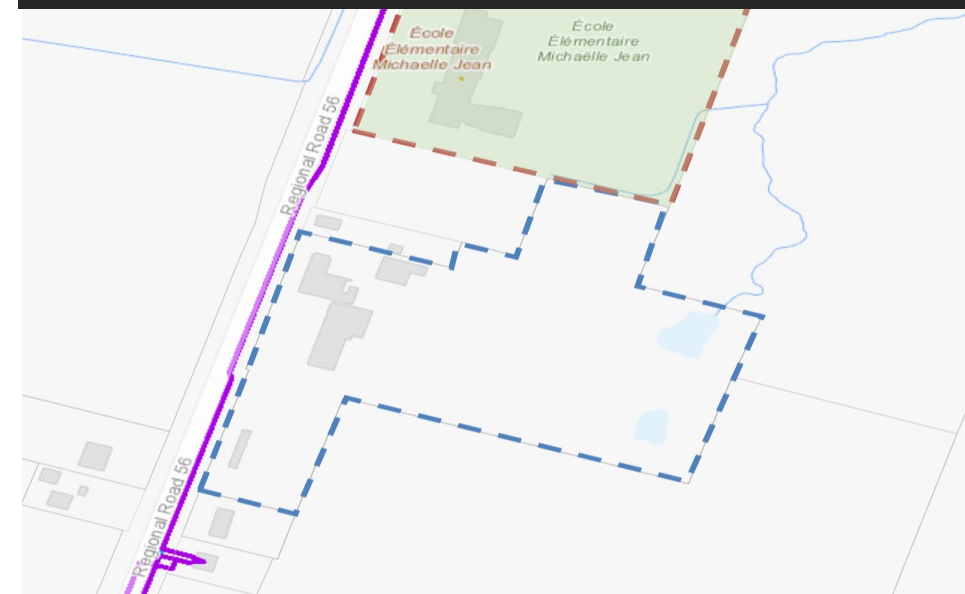 École
Élémentaire
Michaelle Jean
École
Élémentaire
Michaëlle Jean
Regional Road 56
Regional Road 56